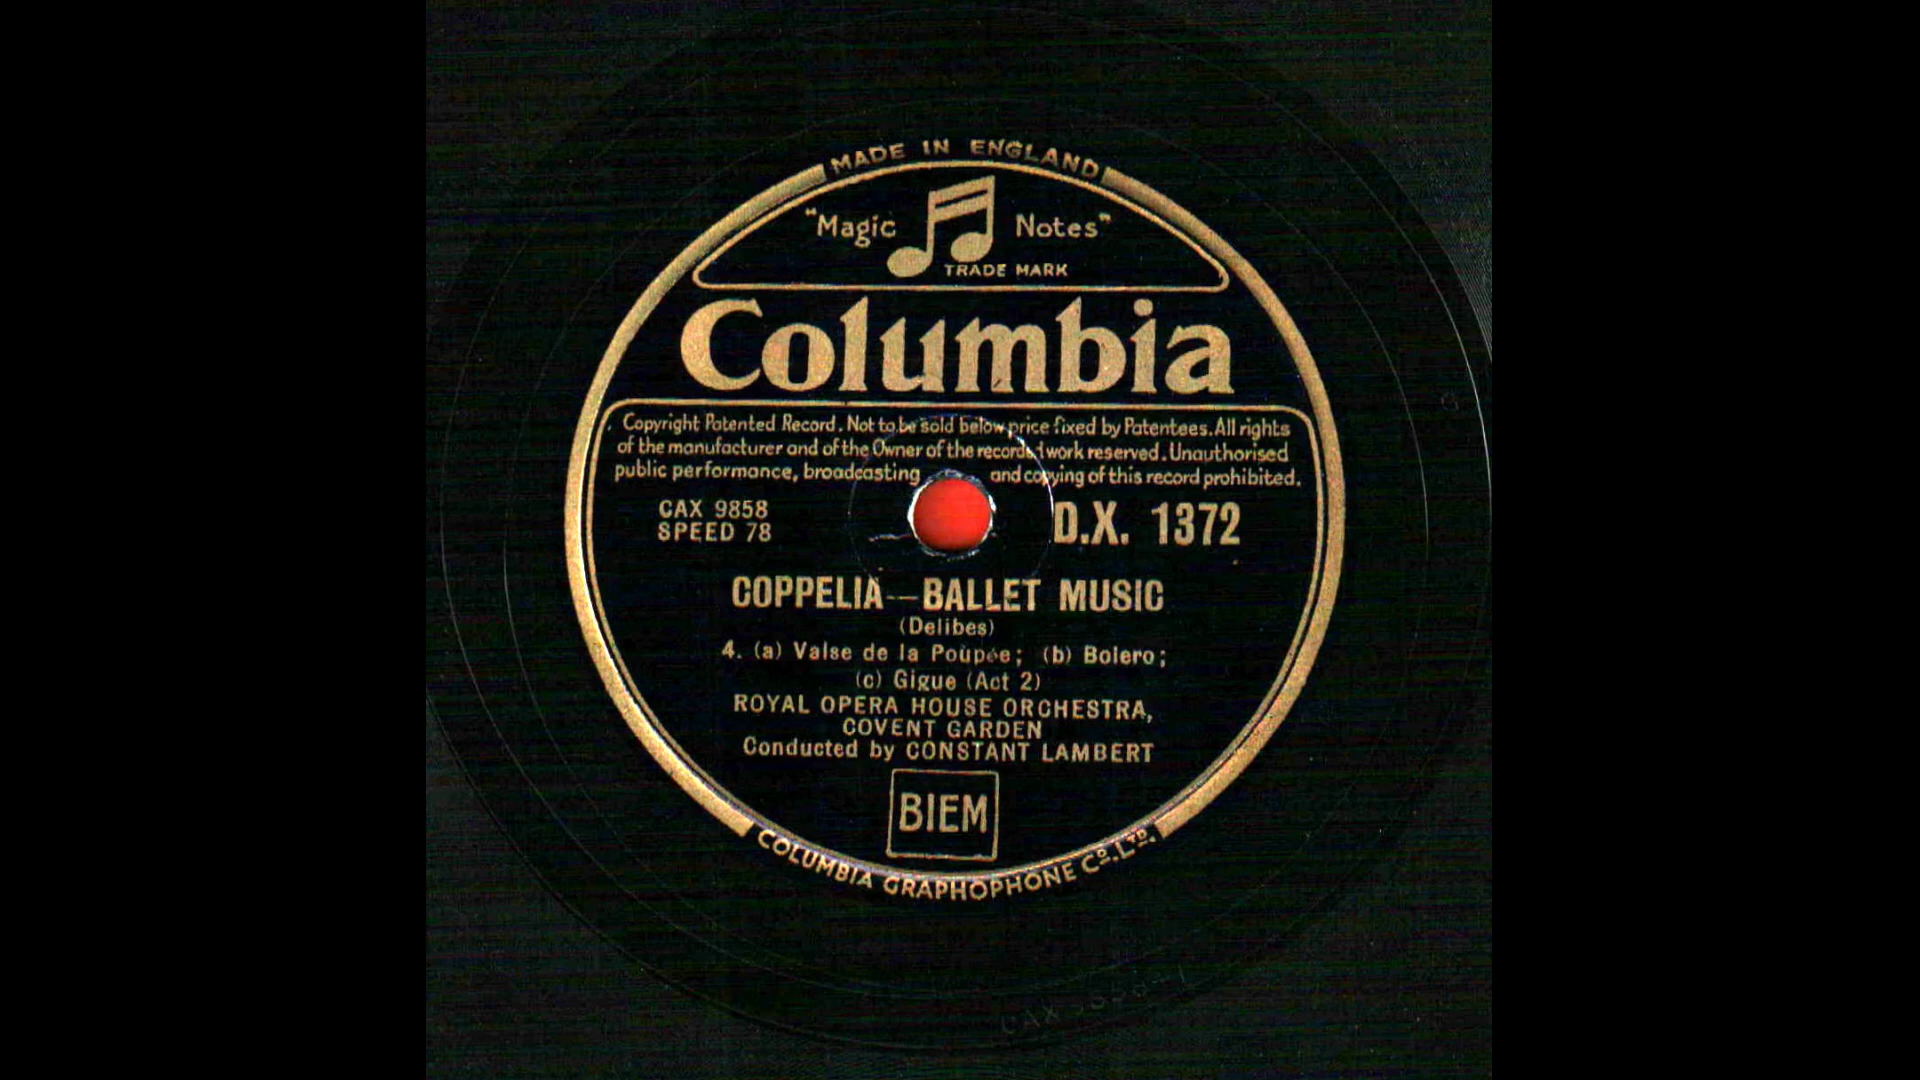 MADE IN ENGLAND
"Magic Notes"
TRADE MARK
Columbia
Copyright Patented Record. Not to be sold below price fixed by Patentees. All rights
of the manufacturer and of the Owner of the recorded work reserved. Unauthorised
public performance, broadcasting and copying of this record prohibited.
CAX 9858
SPEED 78
D.X. 1372
COPPELIA—BALLET MUSIC
(Delibes)
4. (a) Valse de la Poupée; (b) Bolero;
(c) Gigue (Act 2)
ROYAL OPERA HOUSE ORCHESTRA,
COVENT GARDEN
Conducted by CONSTANT LAMBERT
BIEM
COLUMBIA GRAPHOPHONE CO. LTD.